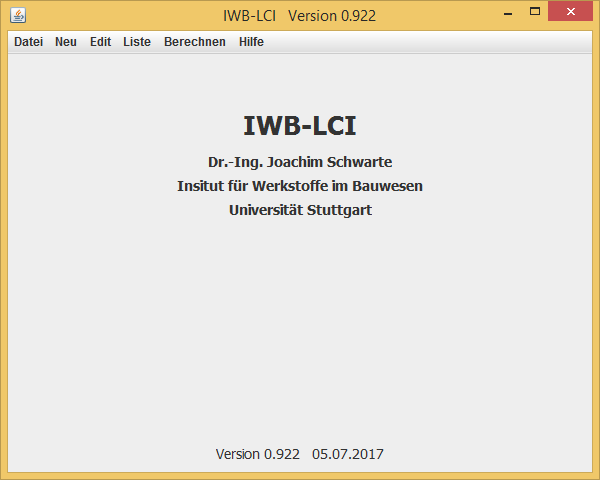 IWB-LCI   Version 0.922
Datei Neu Edit Liste Berechnen Hilfe
IWB-LCI
Dr.-Ing. Joachim Schwarte
Insitut für Werkstoffe im Bauwesen
Universität Stuttgart
Version 0.922   05.07.2017